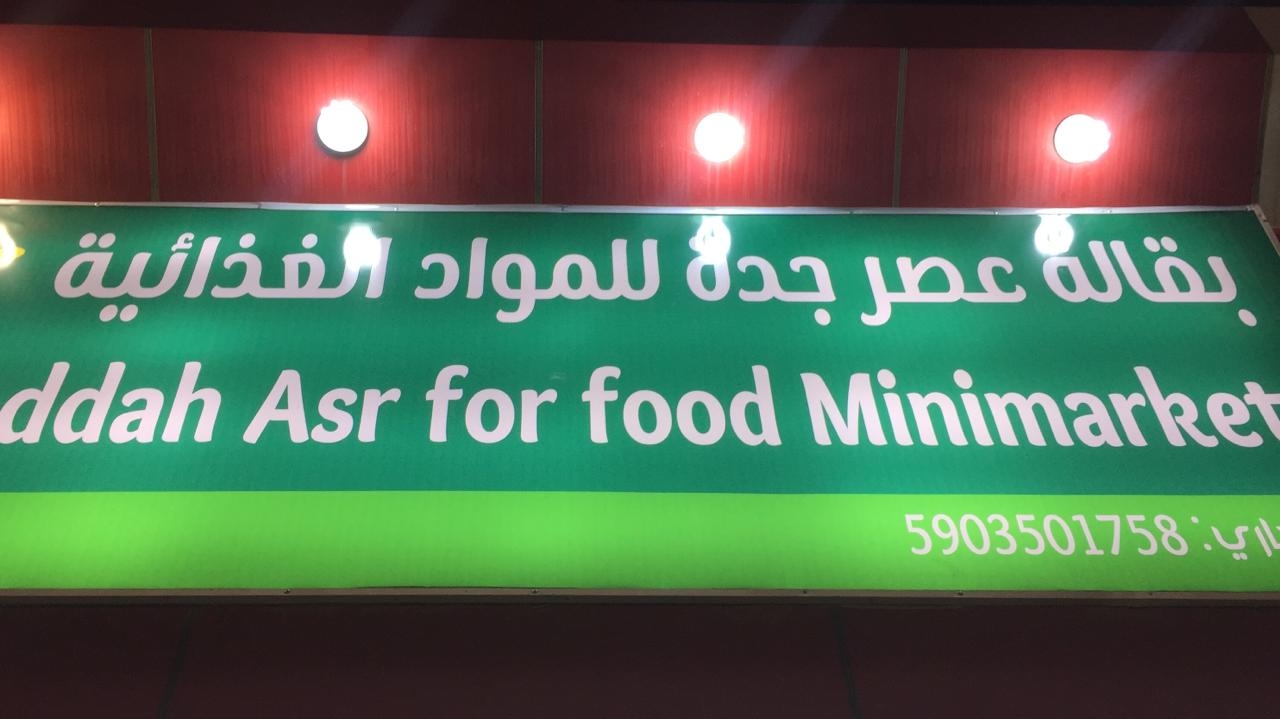 بقالة عصر جدة للمواد الغذائية
ddah Asr for food Minimarket
5903501758 :